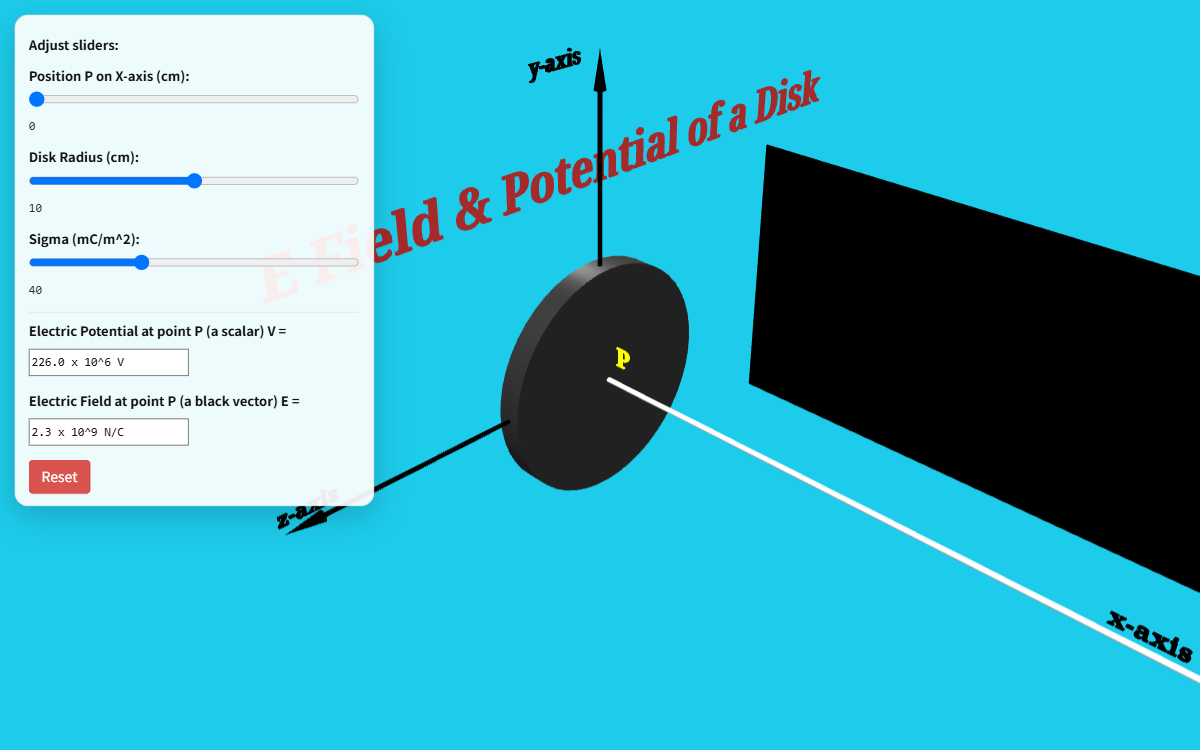 Adjust sliders:
Position P on X-axis (cm):
0
Disk Radius (cm):
10
Sigma (mC/m^2):
40
Electric Potential at point P (a scalar) V =
226.0 x 10^6 V
Electric Field at point P (a black vector) E =
2.3 x 10^9 N/C
Reset
E Field & Potential of a Disk
y-axis
P
z-axis
x-axis